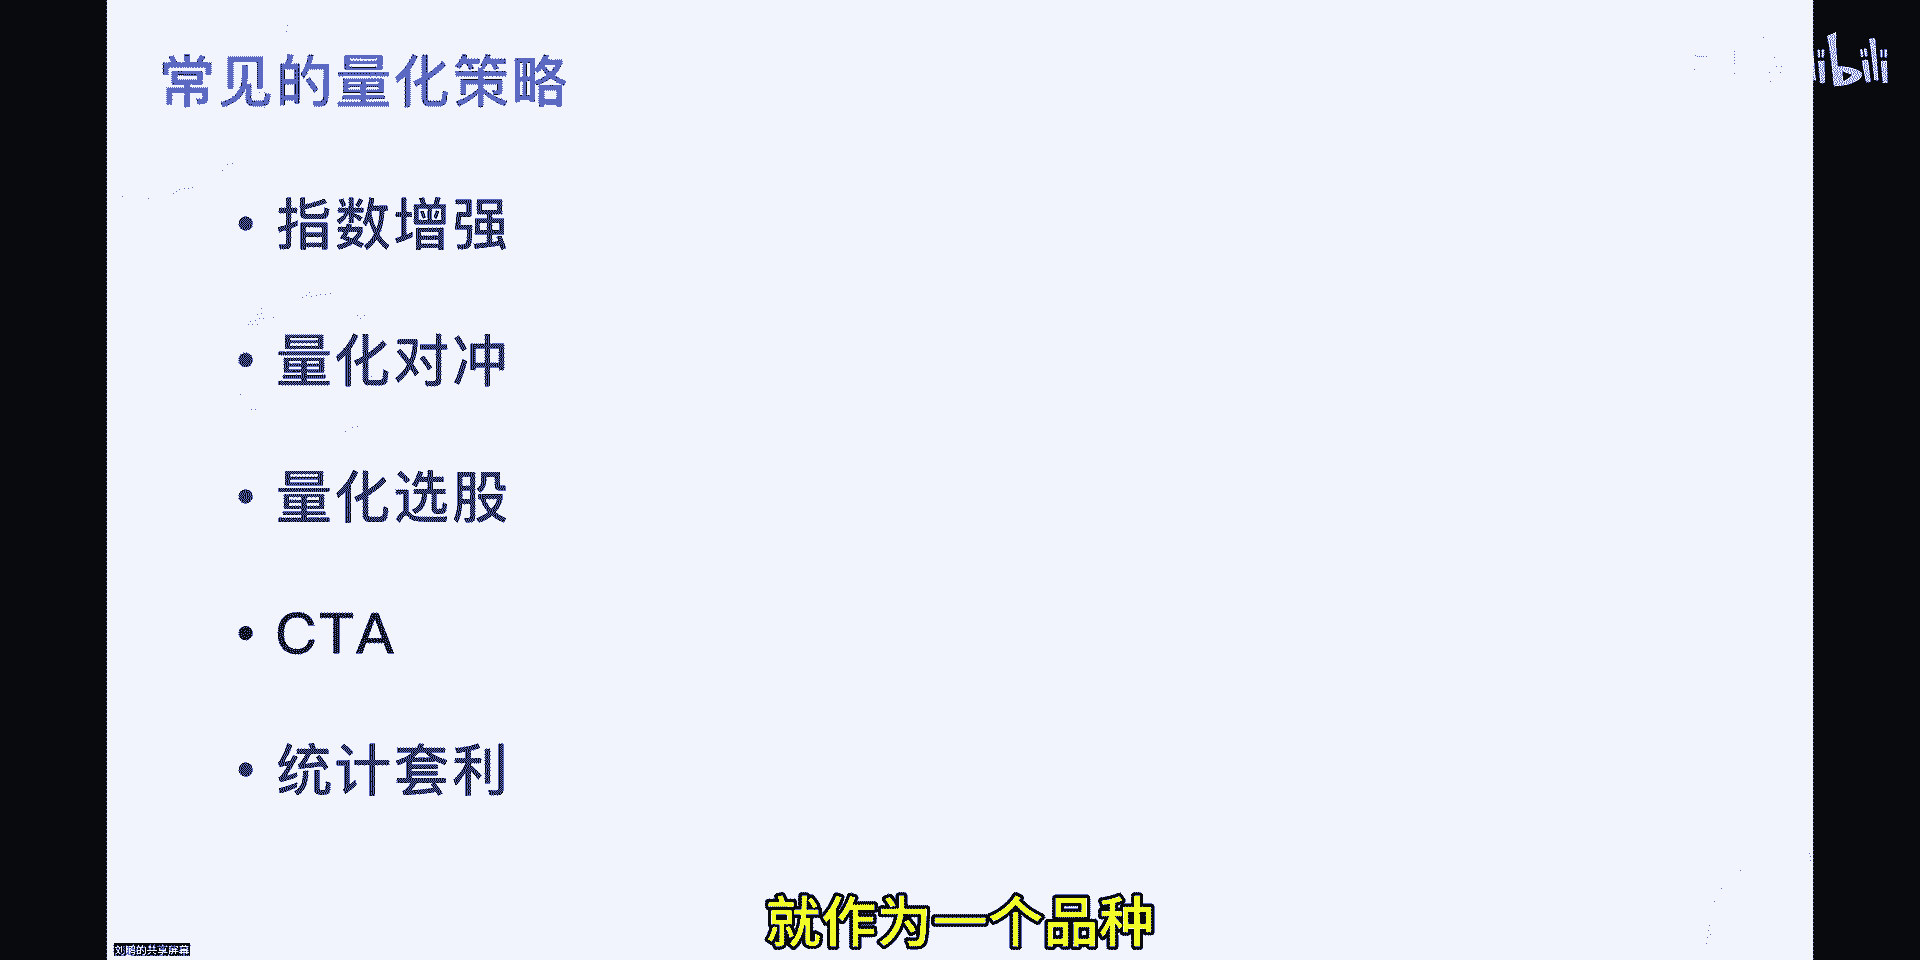 常见的量化策略
bili
• 指数增强
• 量化对冲
• 量化选股
• CTA
• 统计套利
就作为一个品种
刘鹏的共享屏幕